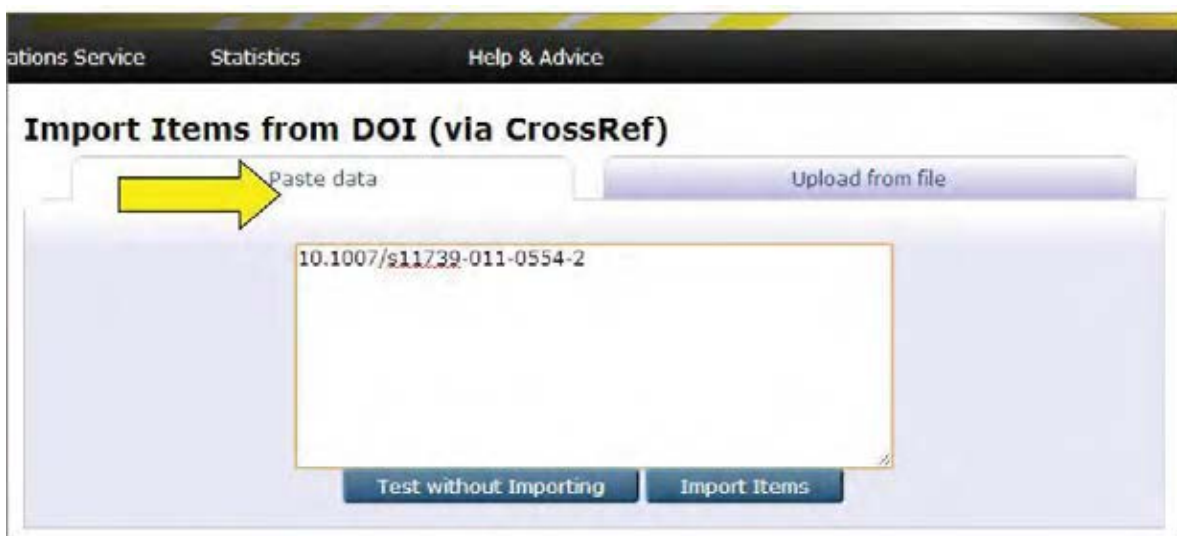 ations Service Statistics Help & Advice
Import Items from DOI (via CrossRef)
Paste data Upload from file
10.1007/s11739-011-0554-2
Test without Importing Import Items